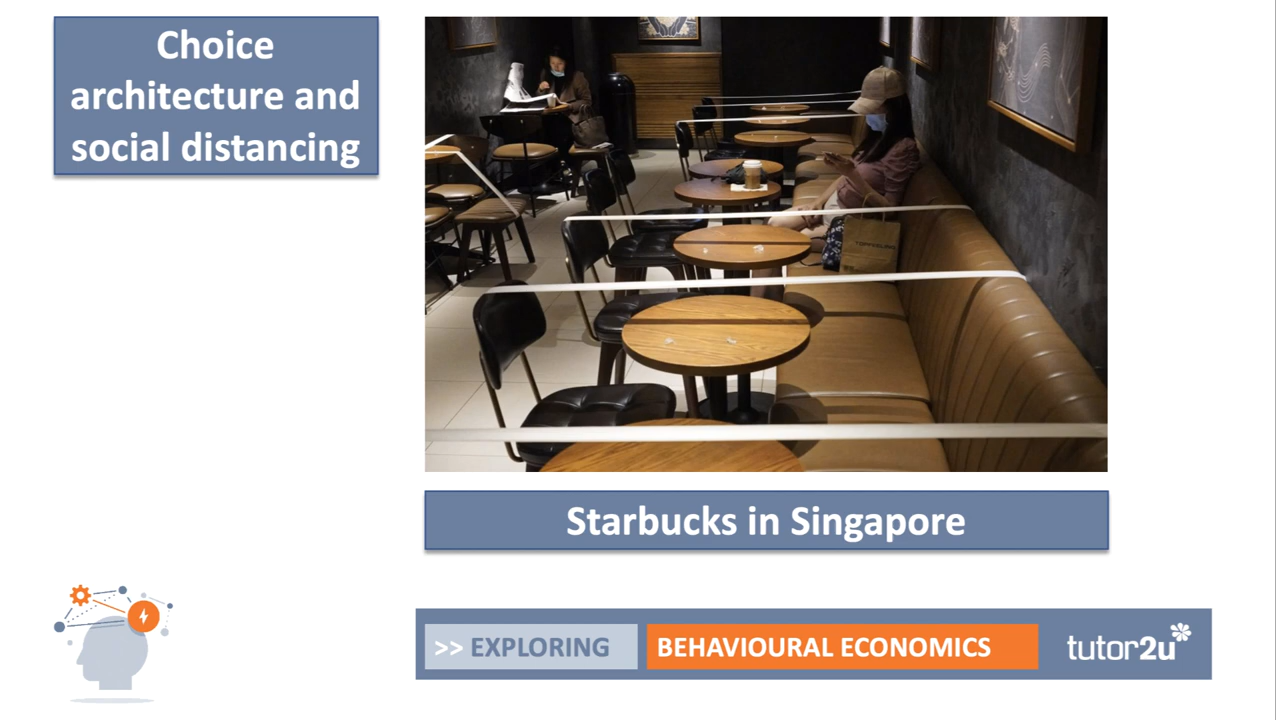 Choice
architecture and
social distancing
Starbucks in Singapore
>> EXPLORING
BEHAVIOURAL ECONOMICS
tutor2u